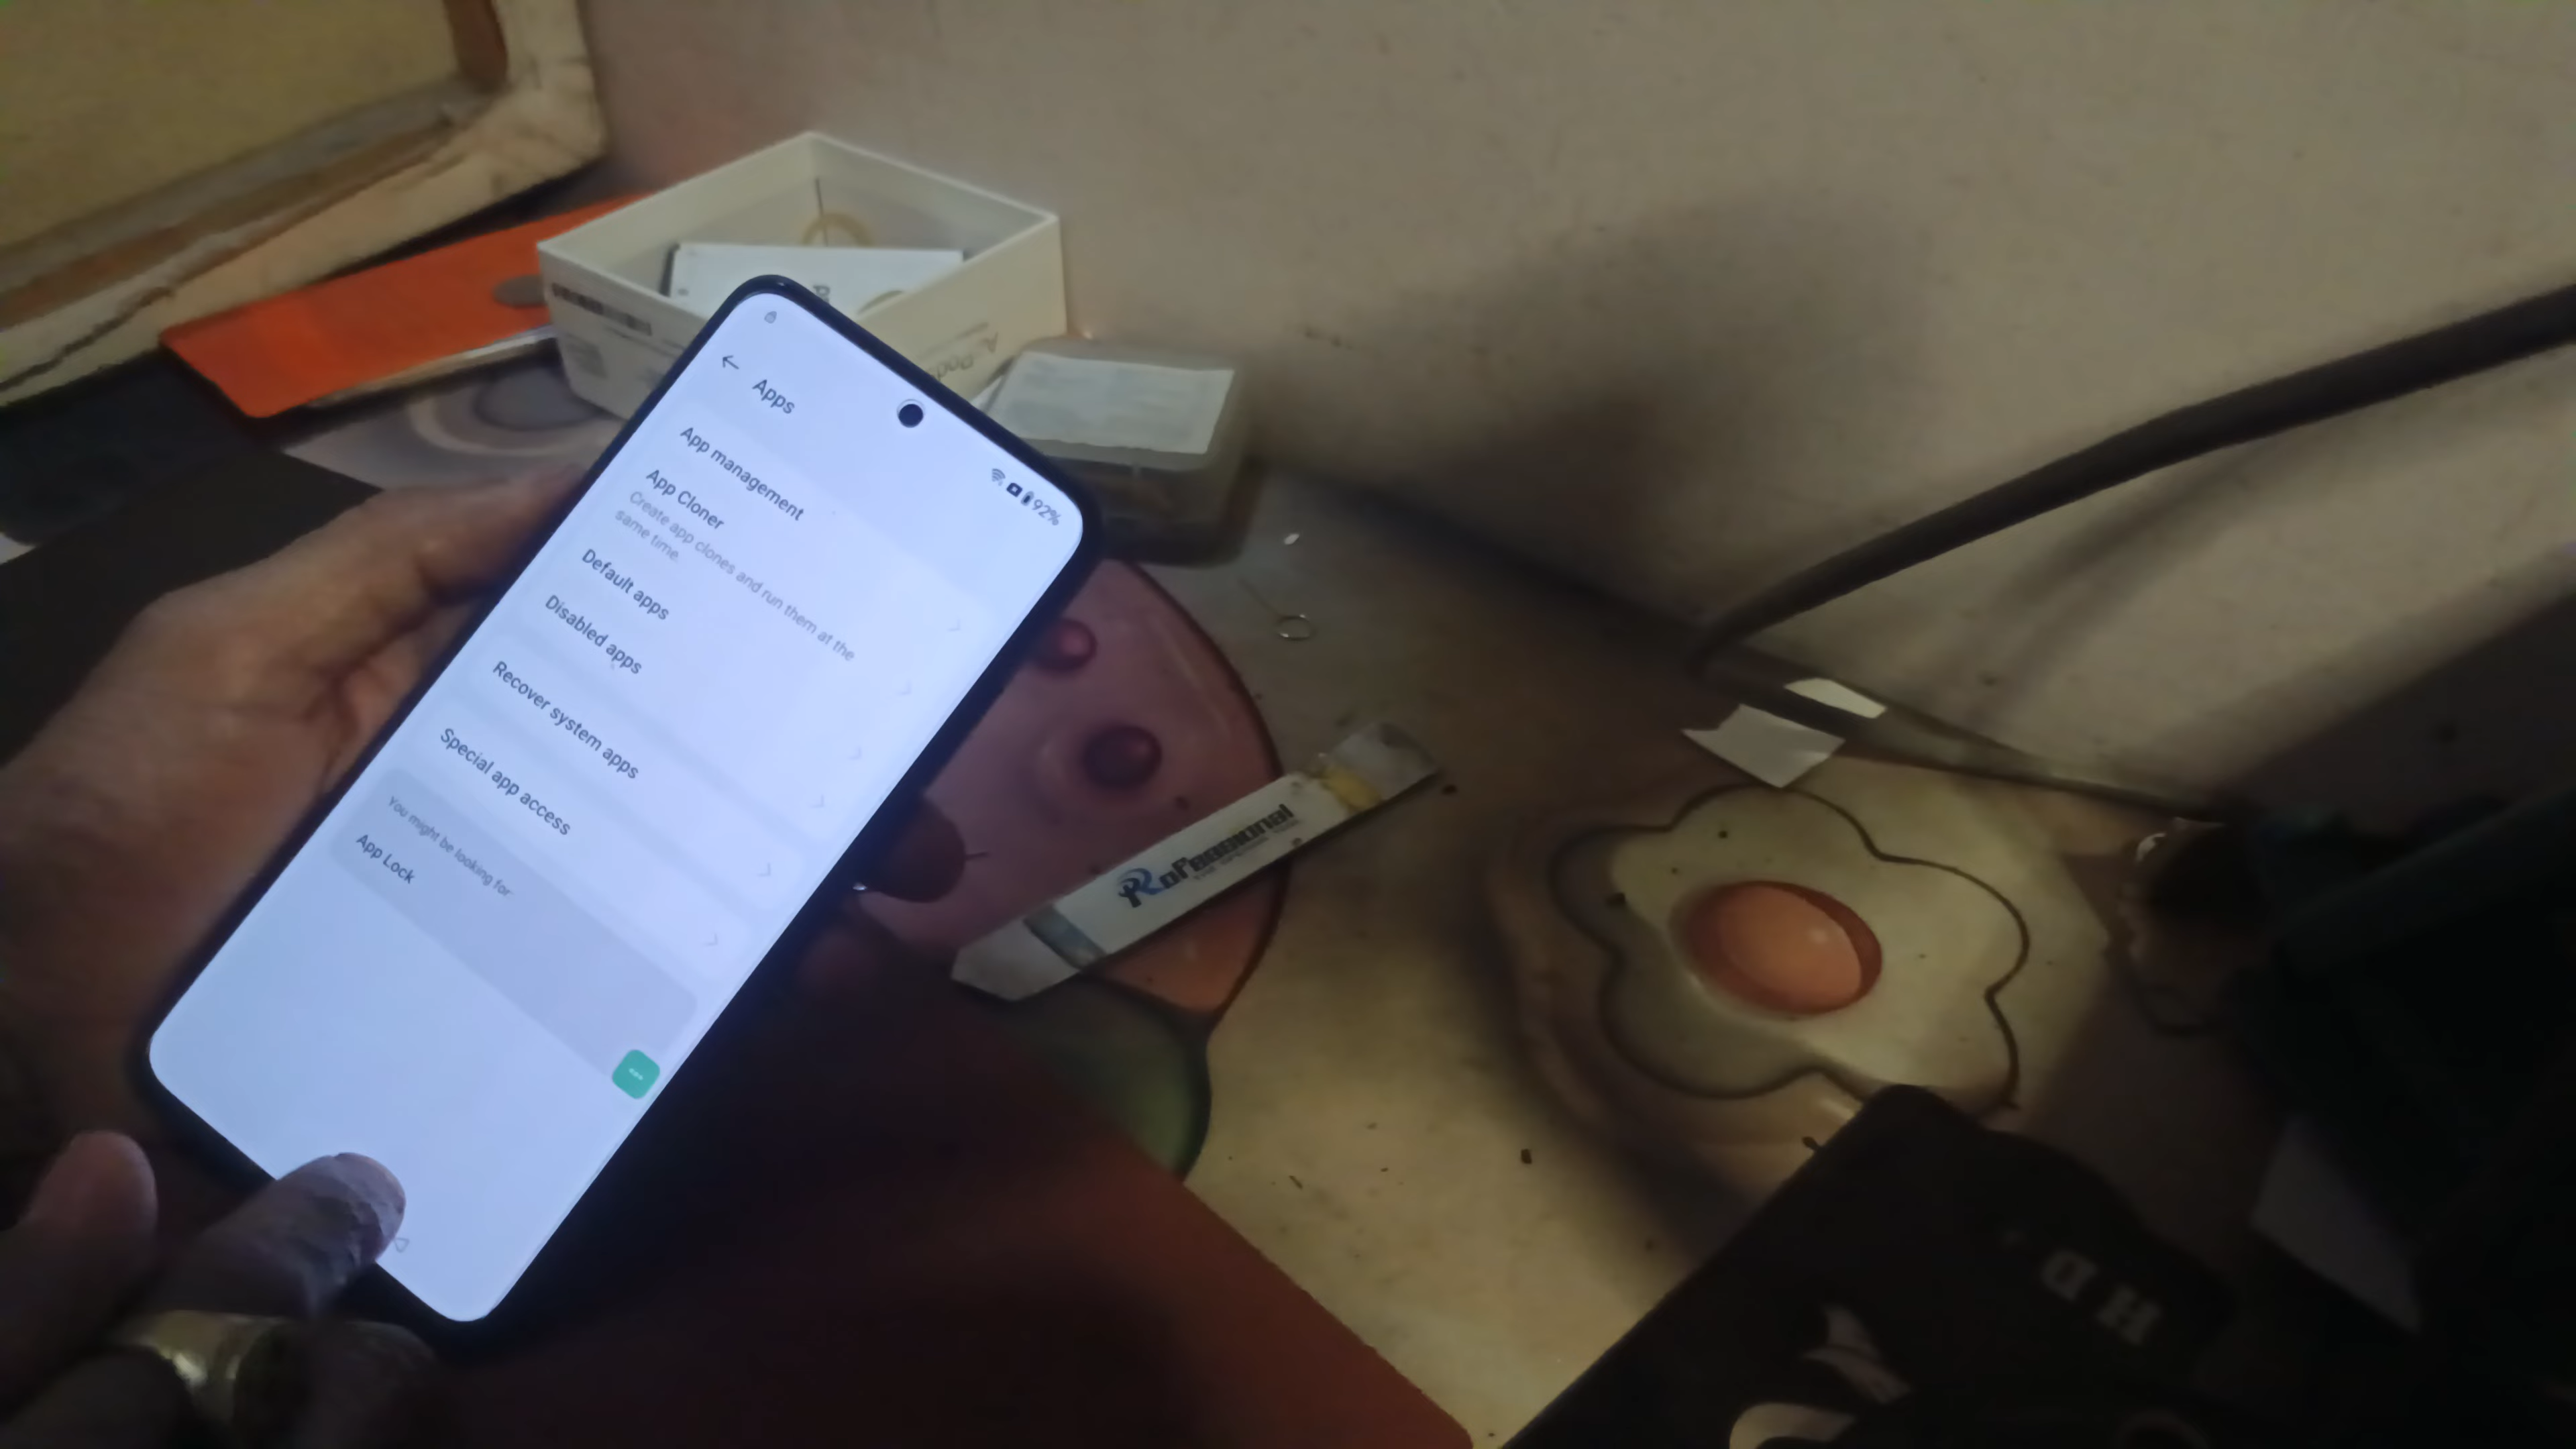 92%
Apps
App management
App Cloner
Create app clones and run them at the
same time.
Default apps
Disabled apps
Recover system apps
Special app access
You might be looking for:
App Lock
Rofessional
H D